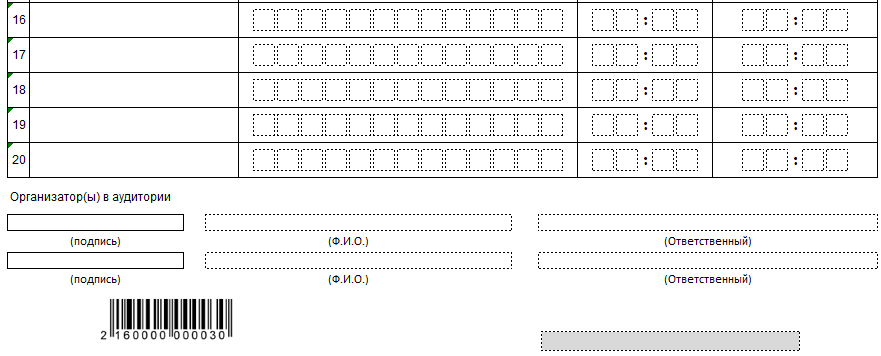 16 : :
17 : :
18 : :
19 : :
20 : :
Организатор(ы) в аудитории
(подпись) (Ф.И.О.) (Ответственный)
(подпись) (Ф.И.О.) (Ответственный)
2 160000 000030